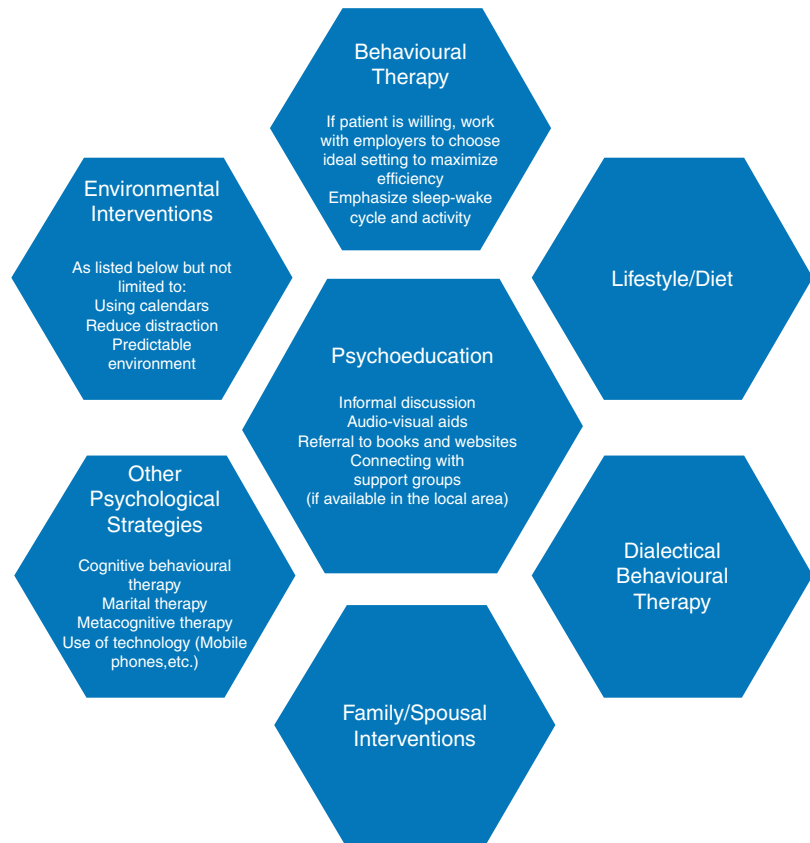 Behavioural
Therapy
If patient is willing, work
with employers to choose
ideal setting to maximize
efficiency
Emphasize sleep-wake
cycle and activity
Environmental
Interventions
As listed below but not
limited to:
Using calendars
Reduce distraction
Predictable
environment
Lifestyle/Diet
Psychoeducation
Informal discussion
Audio-visual aids
Referral to books and websites
Connecting with
support groups
(if available in the local area)
Other
Psychological
Strategies
Cognitive behavioural
therapy
Marital therapy
Metacognitive therapy
Use of technology (Mobile
phones,etc.)
Dialectical
Behavioural
Therapy
Family/Spousal
Interventions